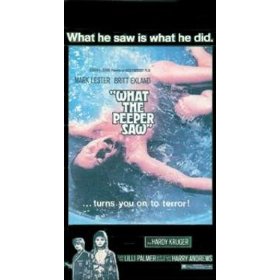 What he saw is what he did.
MARK LESTER BRITT EKLAND
"WHAT
THE
PEEPER
SAW"
...turns you on to terror!
HARDY KRUGER
LILLI PALMER
HARRY ANDREWS